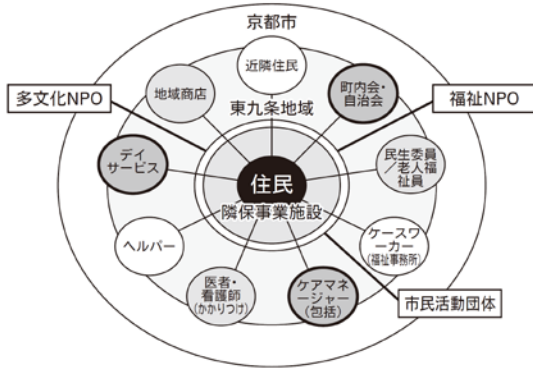 京都市
近隣住民
地域商店
町内会・
自治会
多文化NPO
東九条地域
福祉NPO
デイ
サービス
民生委員
／老人福
祉員
住民
隣保事業施設
ヘルパー
ケースワ
ーカー
(福祉事務所)
医者・
看護師
(かかりつけ)
ケアマネ
ージャー
(包括)
市民活動団体